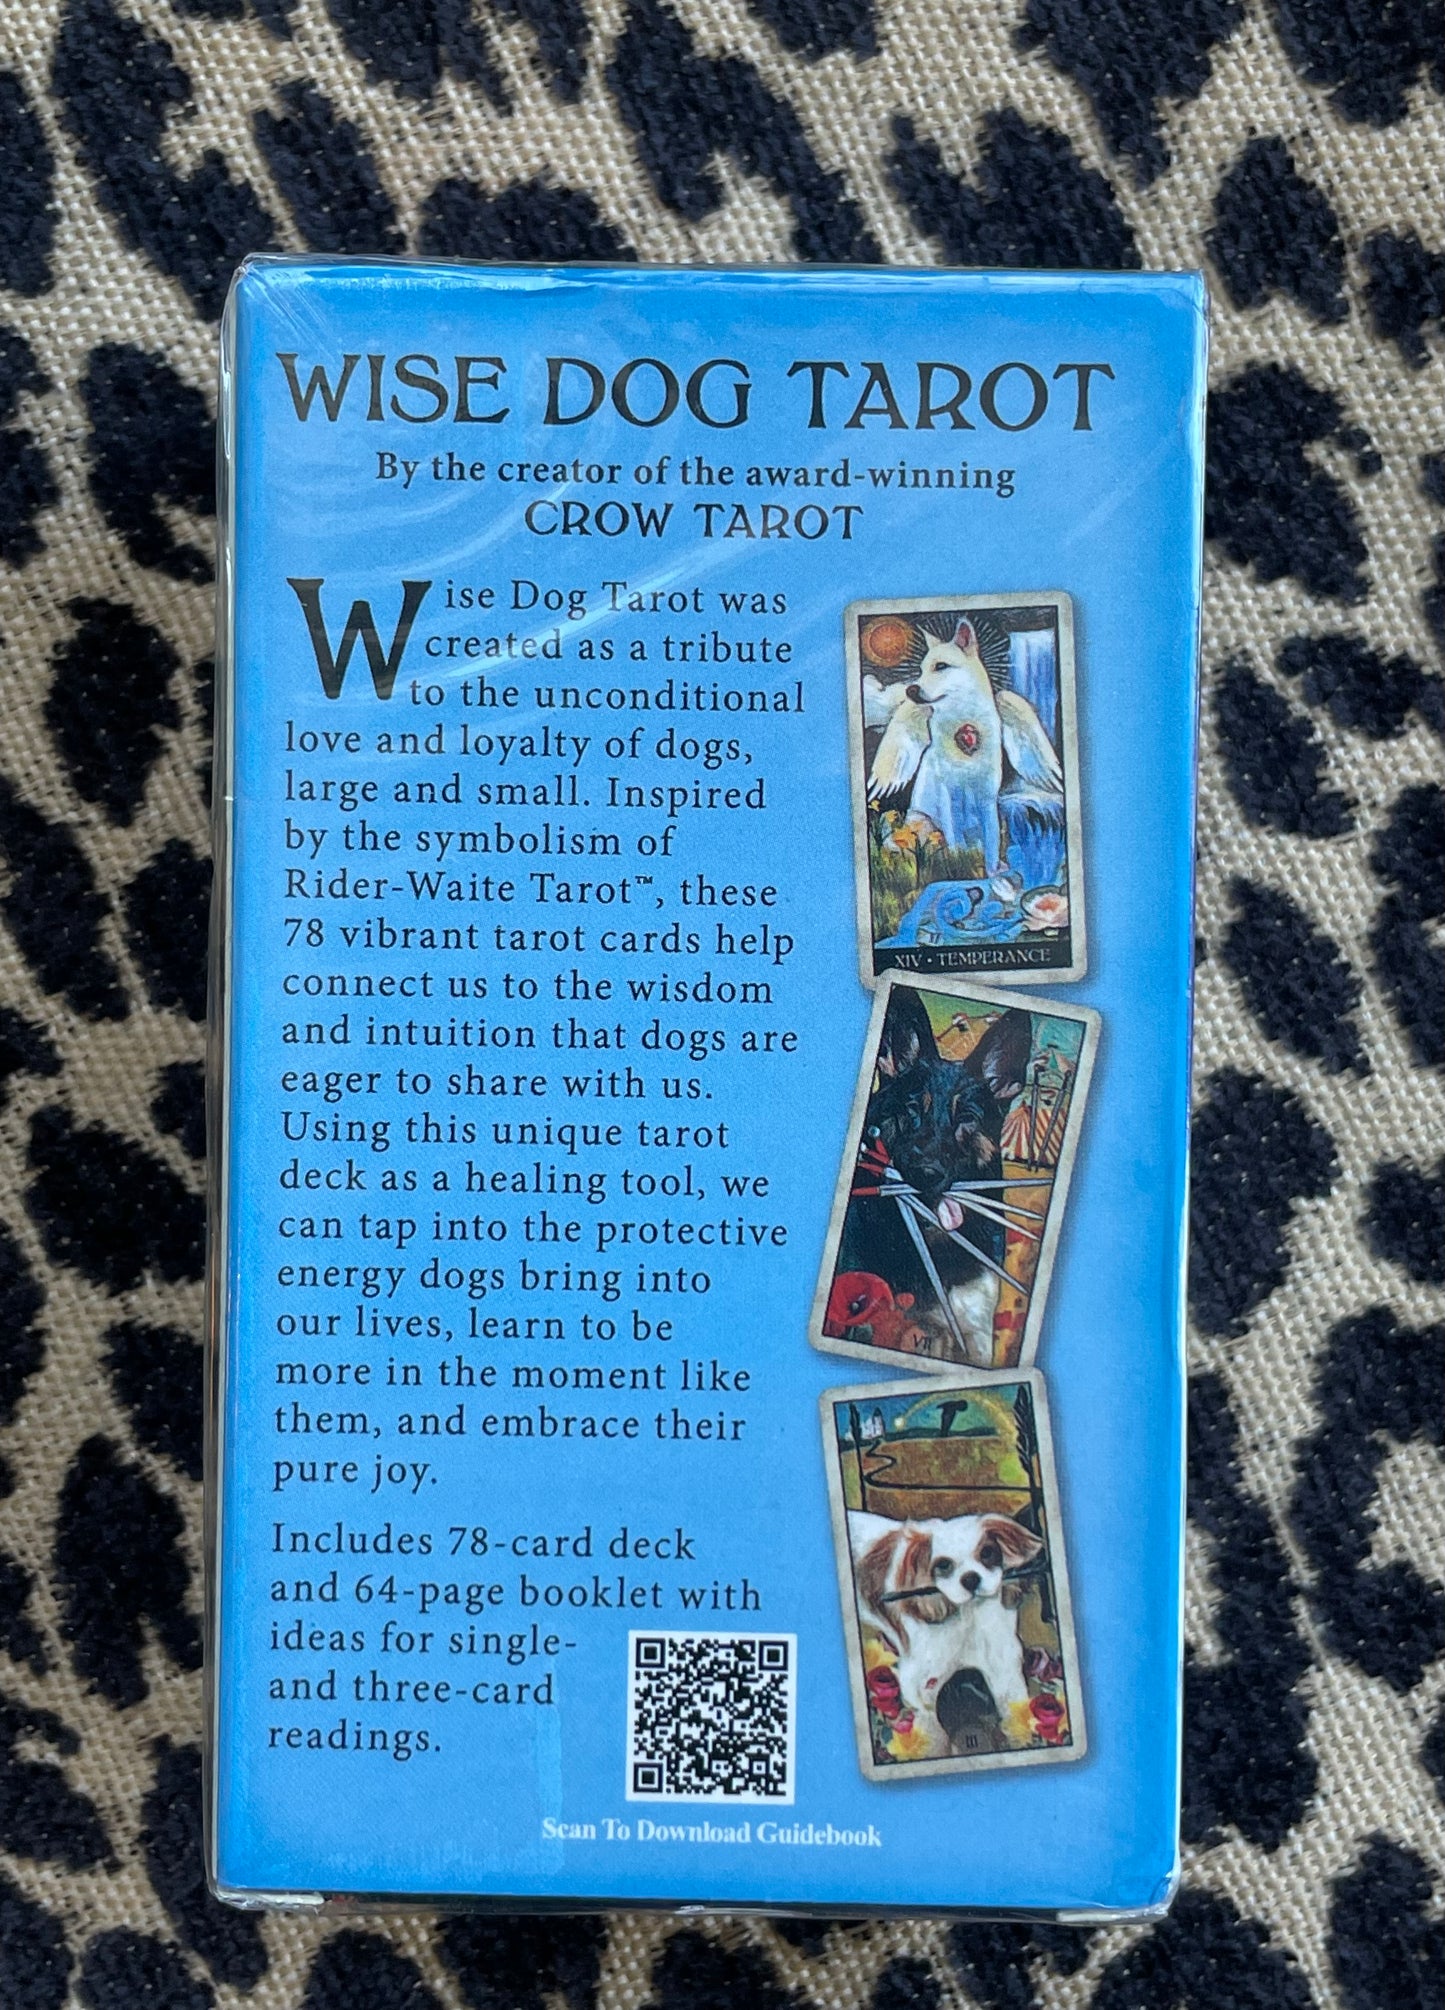 WISE DOG TAROT
By the creator of the award-winning
CROW TAROT
Wise Dog Tarot was
created as a tribute
to the unconditional
love and loyalty of dogs,
large and small. Inspired
by the symbolism of
Rider-Waite Tarot™, these
78 vibrant tarot cards help
connect us to the wisdom
and intuition that dogs are
eager to share with us.
Using this unique tarot
deck as a healing tool, we
can tap into the protective
energy dogs bring into
our lives, learn to be
more in the moment like
them, and embrace their
pure joy.
Includes 78-card deck
and 64-page booklet with
ideas for single-
and three-card
readings.
Scan To Download Guidebook
XIV • TEMPERANCE
VII
III